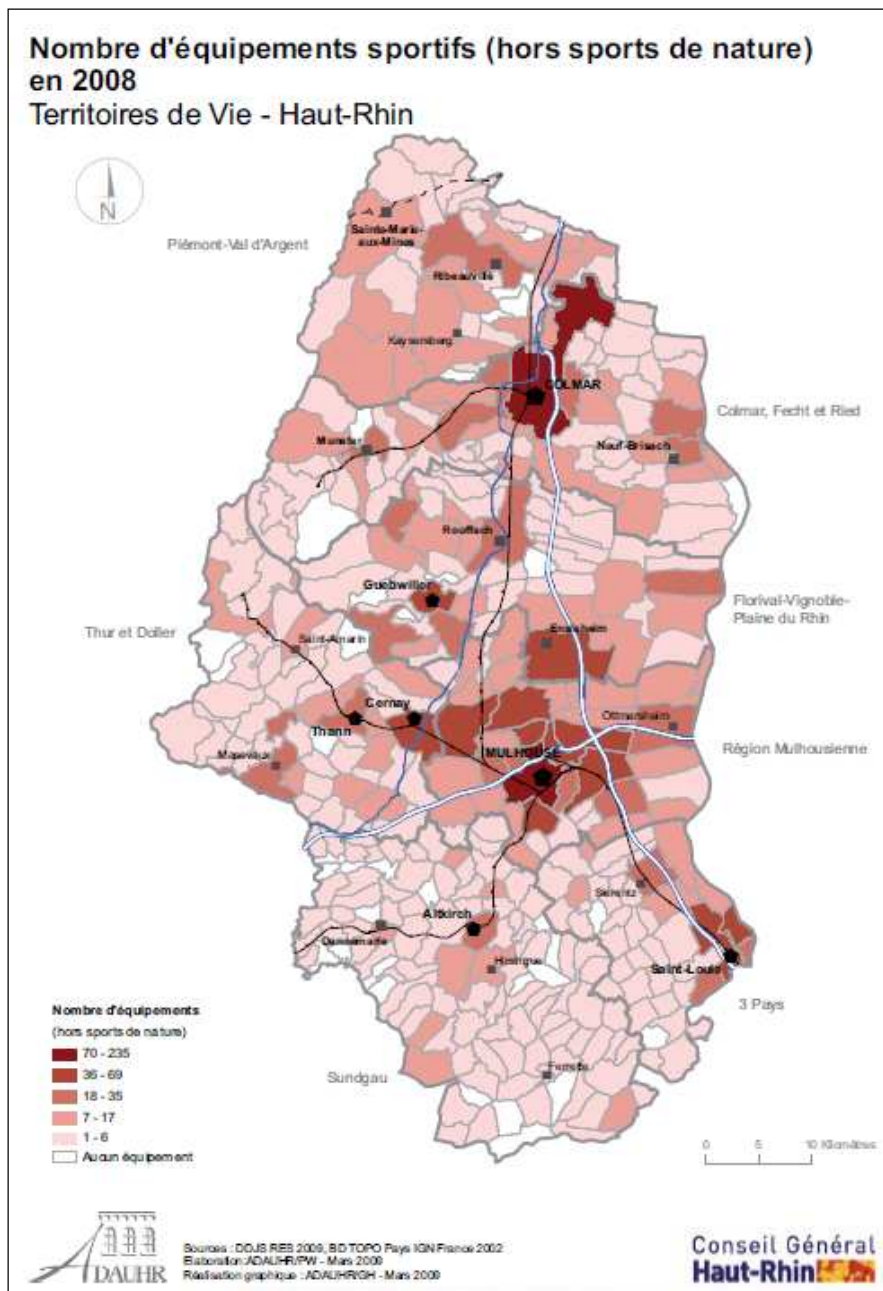 Nombre d'équipements sportifs (hors sports de nature)
en 2008
Territoires de Vie - Haut-Rhin
N
Sainte-Marie-
aux-Mines
Piémont-Val d'Argent
Ribeauvillé
Kaysersberg
COLMAR
Colmar, Fecht et Ried
Munster
Neuf-Brisach
Rouffach
Guebwiller
Florival-Vignoble-
Plaine du Rhin
Thur et Doller
Saint-Amarin
Ensisheim
Cernay
Ottmarsheim
Thann
MULHOUSE
Région Mulhousienne
Masevaux
Sierentz
Altkirch
Dannemarie
Hirsingue
Saint-Louis
3 Pays
Nombre d'équipements
(hors sports de nature)
70 - 235
36 - 69
18 - 35
7 - 17
1 - 6
Aucun équipement
Sundgau
Ferrette
0 5 10 Kilomètres
ADAUHR
Sources : DDJS RES 2009, BD TOPO Pays IGN France 2002
Elaboration:ADAUHR/PW - Mars 2009
Réalisation graphique : ADAUHR/GH - Mars 2009
Conseil Général
Haut-Rhin